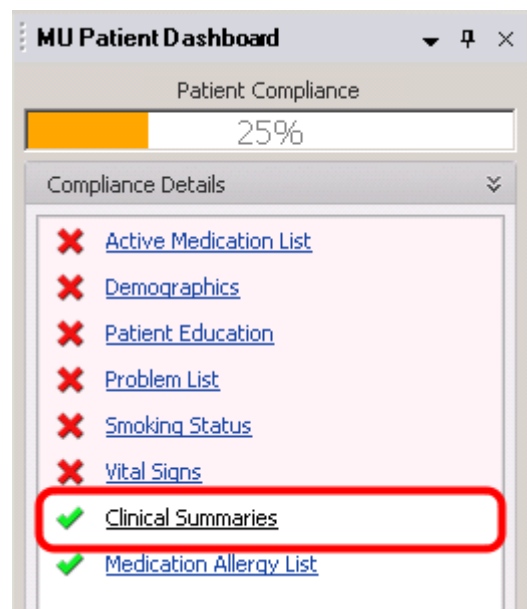 MU Patient Dashboard
Patient Compliance
25%
Compliance Details
Active Medication List
Demographics
Patient Education
Problem List
Smoking Status
Vital Signs
Clinical Summaries
Medication Allergy List